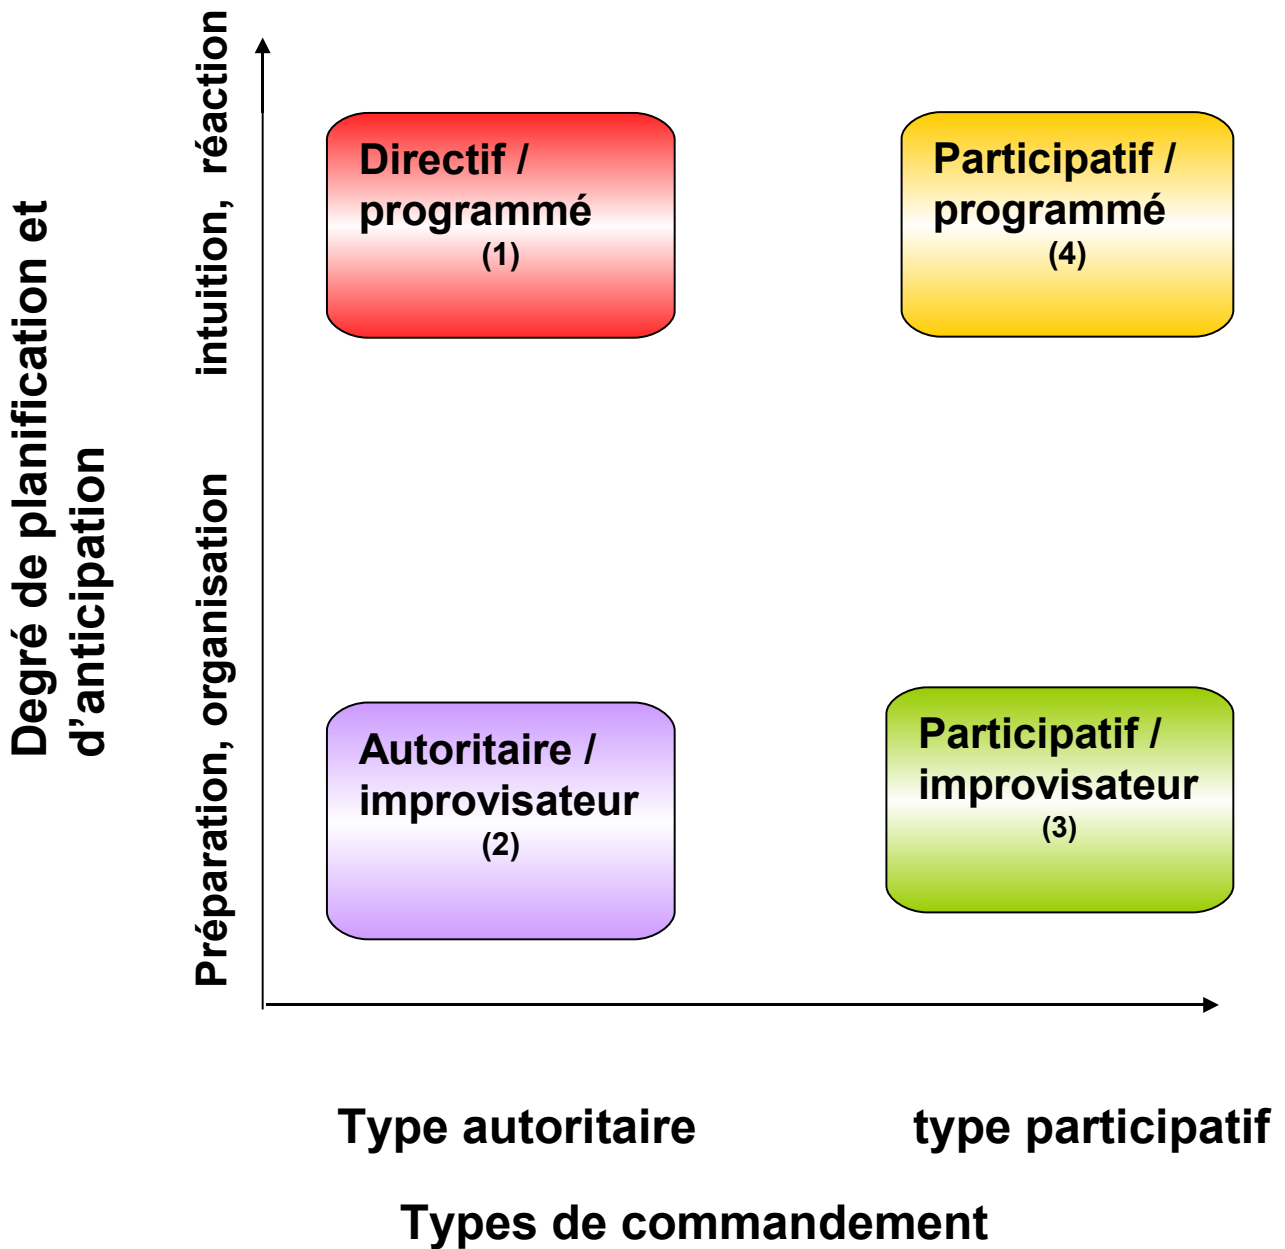 Degré de planification et
d’anticipation
Préparation, organisation    intuition,  réaction
Directif /
programmé
(1)
Participatif /
programmé
(4)
Autoritaire /
improvisateur
(2)
Participatif /
improvisateur
(3)
Type autoritaire    type participatif
Types de commandement